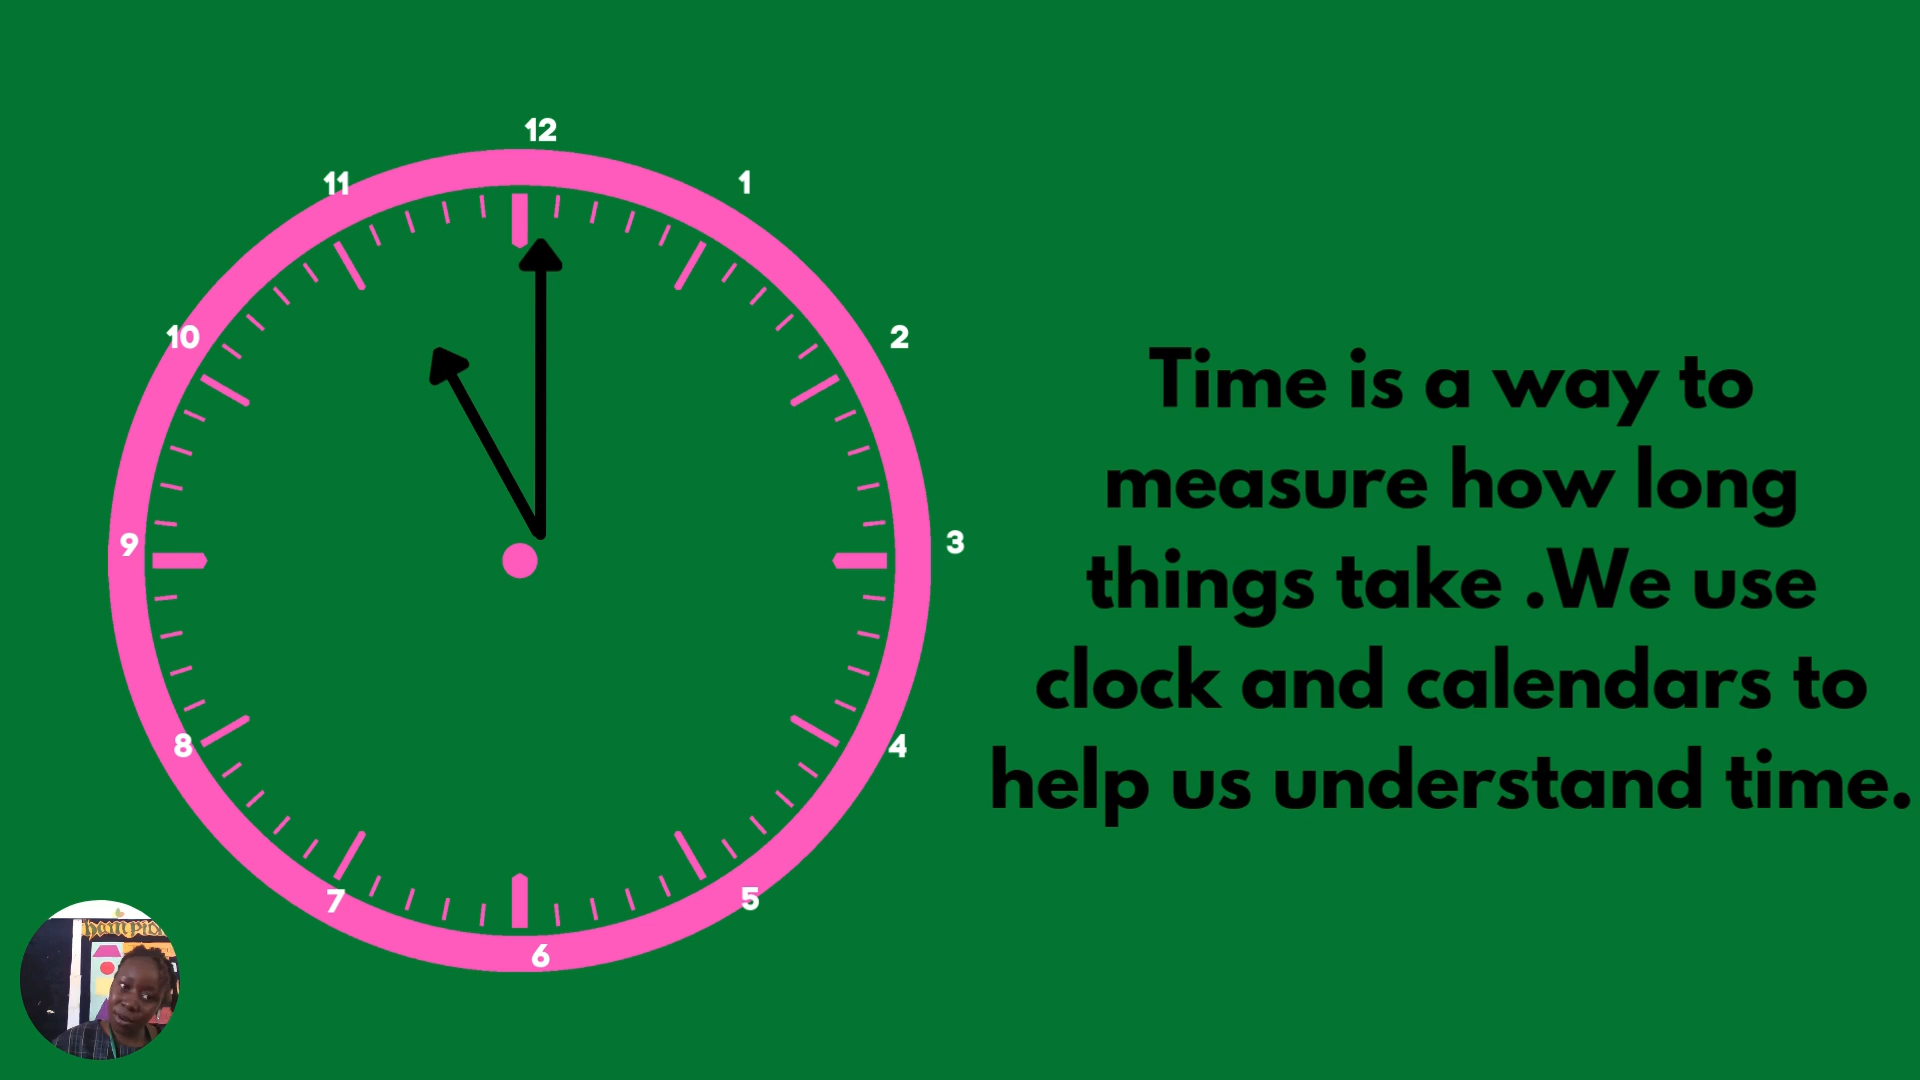 12
11
1
10
2
9
3
8
4
7
5
6
Time is a way to
measure how long
things take .We use
clock and calendars to
help us understand time.